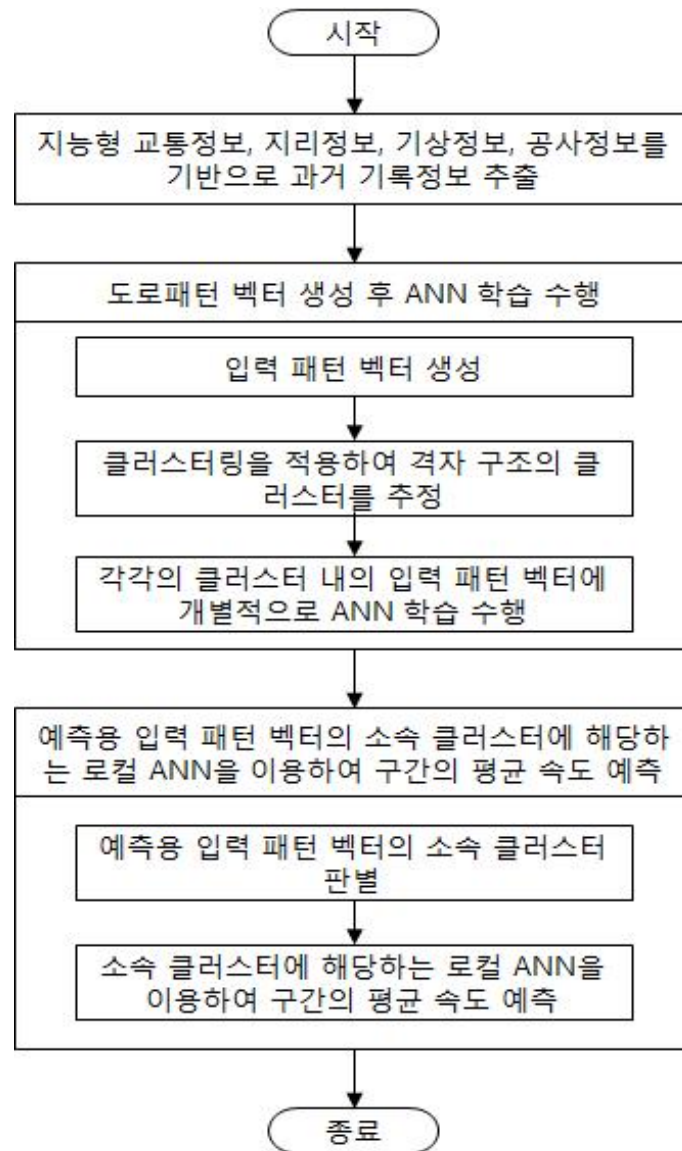 시작
지능형 교통정보, 지리정보, 기상정보, 공사정보를
기반으로 과거 기록정보 추출
도로패턴 벡터 생성 후 ANN 학습 수행
입력 패턴 벡터 생성
클러스터링을 적용하여 격자 구조의 클
러스터를 추정
각각의 클러스터 내의 입력 패턴 벡터에
개별적으로 ANN 학습 수행
예측용 입력 패턴 벡터의 소속 클러스터에 해당하
는 로컬 ANN을 이용하여 구간의 평균 속도 예측
예측용 입력 패턴 벡터의 소속 클러스터
판별
소속 클러스터에 해당하는 로컬 ANN을
이용하여 구간의 평균 속도 예측
종료